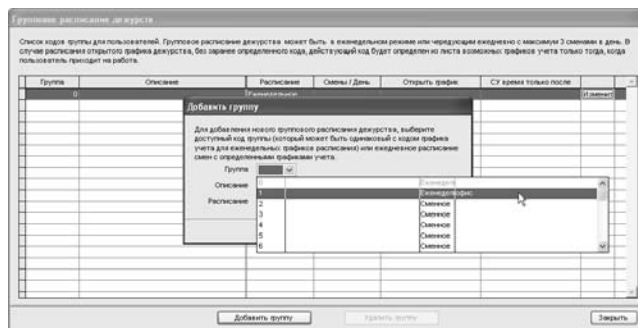 Групповое расписание дежурств
Список кодов группы для пользователей. Групповое расписание дежурства может быть в еженедельном режиме или чередующим ежедневно с максимум 3 сменами в день. В
случае расписания открытого графика дежурства, без заранее определенного кода, действующий код будет определен из листа возможных графиков учета только тогда, когда
пользователь приходит на работа.
Группа Описание Расписание Смены / День Открыть график СУ время только после
0 Еженедельное Изменит
Добавить группу
Для добавления нового группового расписания дежурства, выберите
доступный код группы (который может быть одинаковый с кодом графика
учета для еженедельных графиков расписания) или ежедневное расписание
смен с определенными графиками учета.
Группа
Описание
Расписание
0 Еженедел
1 Еженедел офис
2 Сменное
3 Сменное
4 Сменное
5 Сменное
6 Сменное
Добавить группу Удалить группу Закрыть